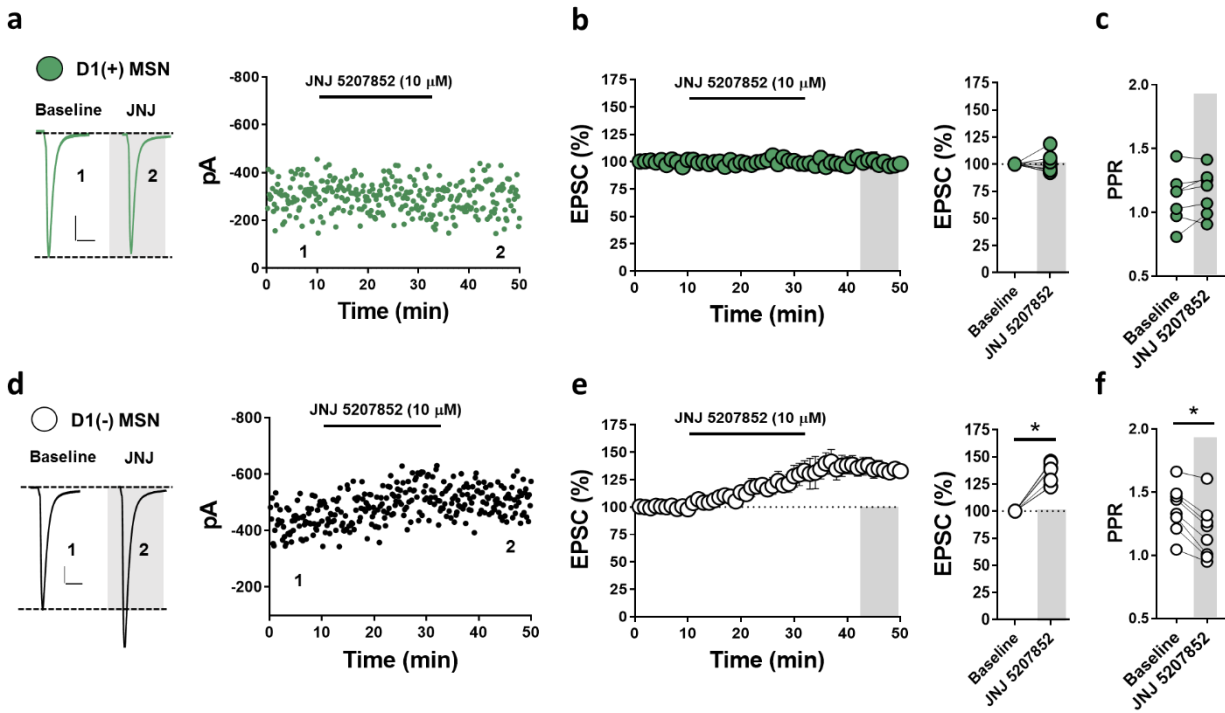 a
D1(+) MSN
Baseline JNJ
1 2
JNJ 5207852 (10 μM)
pA
-800
-600
-400
-200
0
1 2
0 10 20 30 40 50
Time (min)
b
JNJ 5207852 (10 μM)
EPSC (%)
175
150
125
100
75
50
25
0
0 10 20 30 40 50
Time (min)
EPSC (%)
175
150
125
100
75
50
25
0
Baseline
JNJ 5207852
c
PPR
2.0
1.5
1.0
0.5
Baseline
JNJ 5207852
d
D1(-) MSN
Baseline JNJ
1 2
JNJ 5207852 (10 μM)
pA
-800
-600
-400
-200
1 2
0 10 20 30 40 50
Time (min)
e
JNJ 5207852 (10 μM)
EPSC (%)
175
150
125
100
75
50
25
0
0 10 20 30 40 50
Time (min)
EPSC (%)
175
150
125
100
75
50
25
0
*
Baseline
JNJ 5207852
f
PPR
2.0
1.5
1.0
0.5
*
Baseline
JNJ 5207852